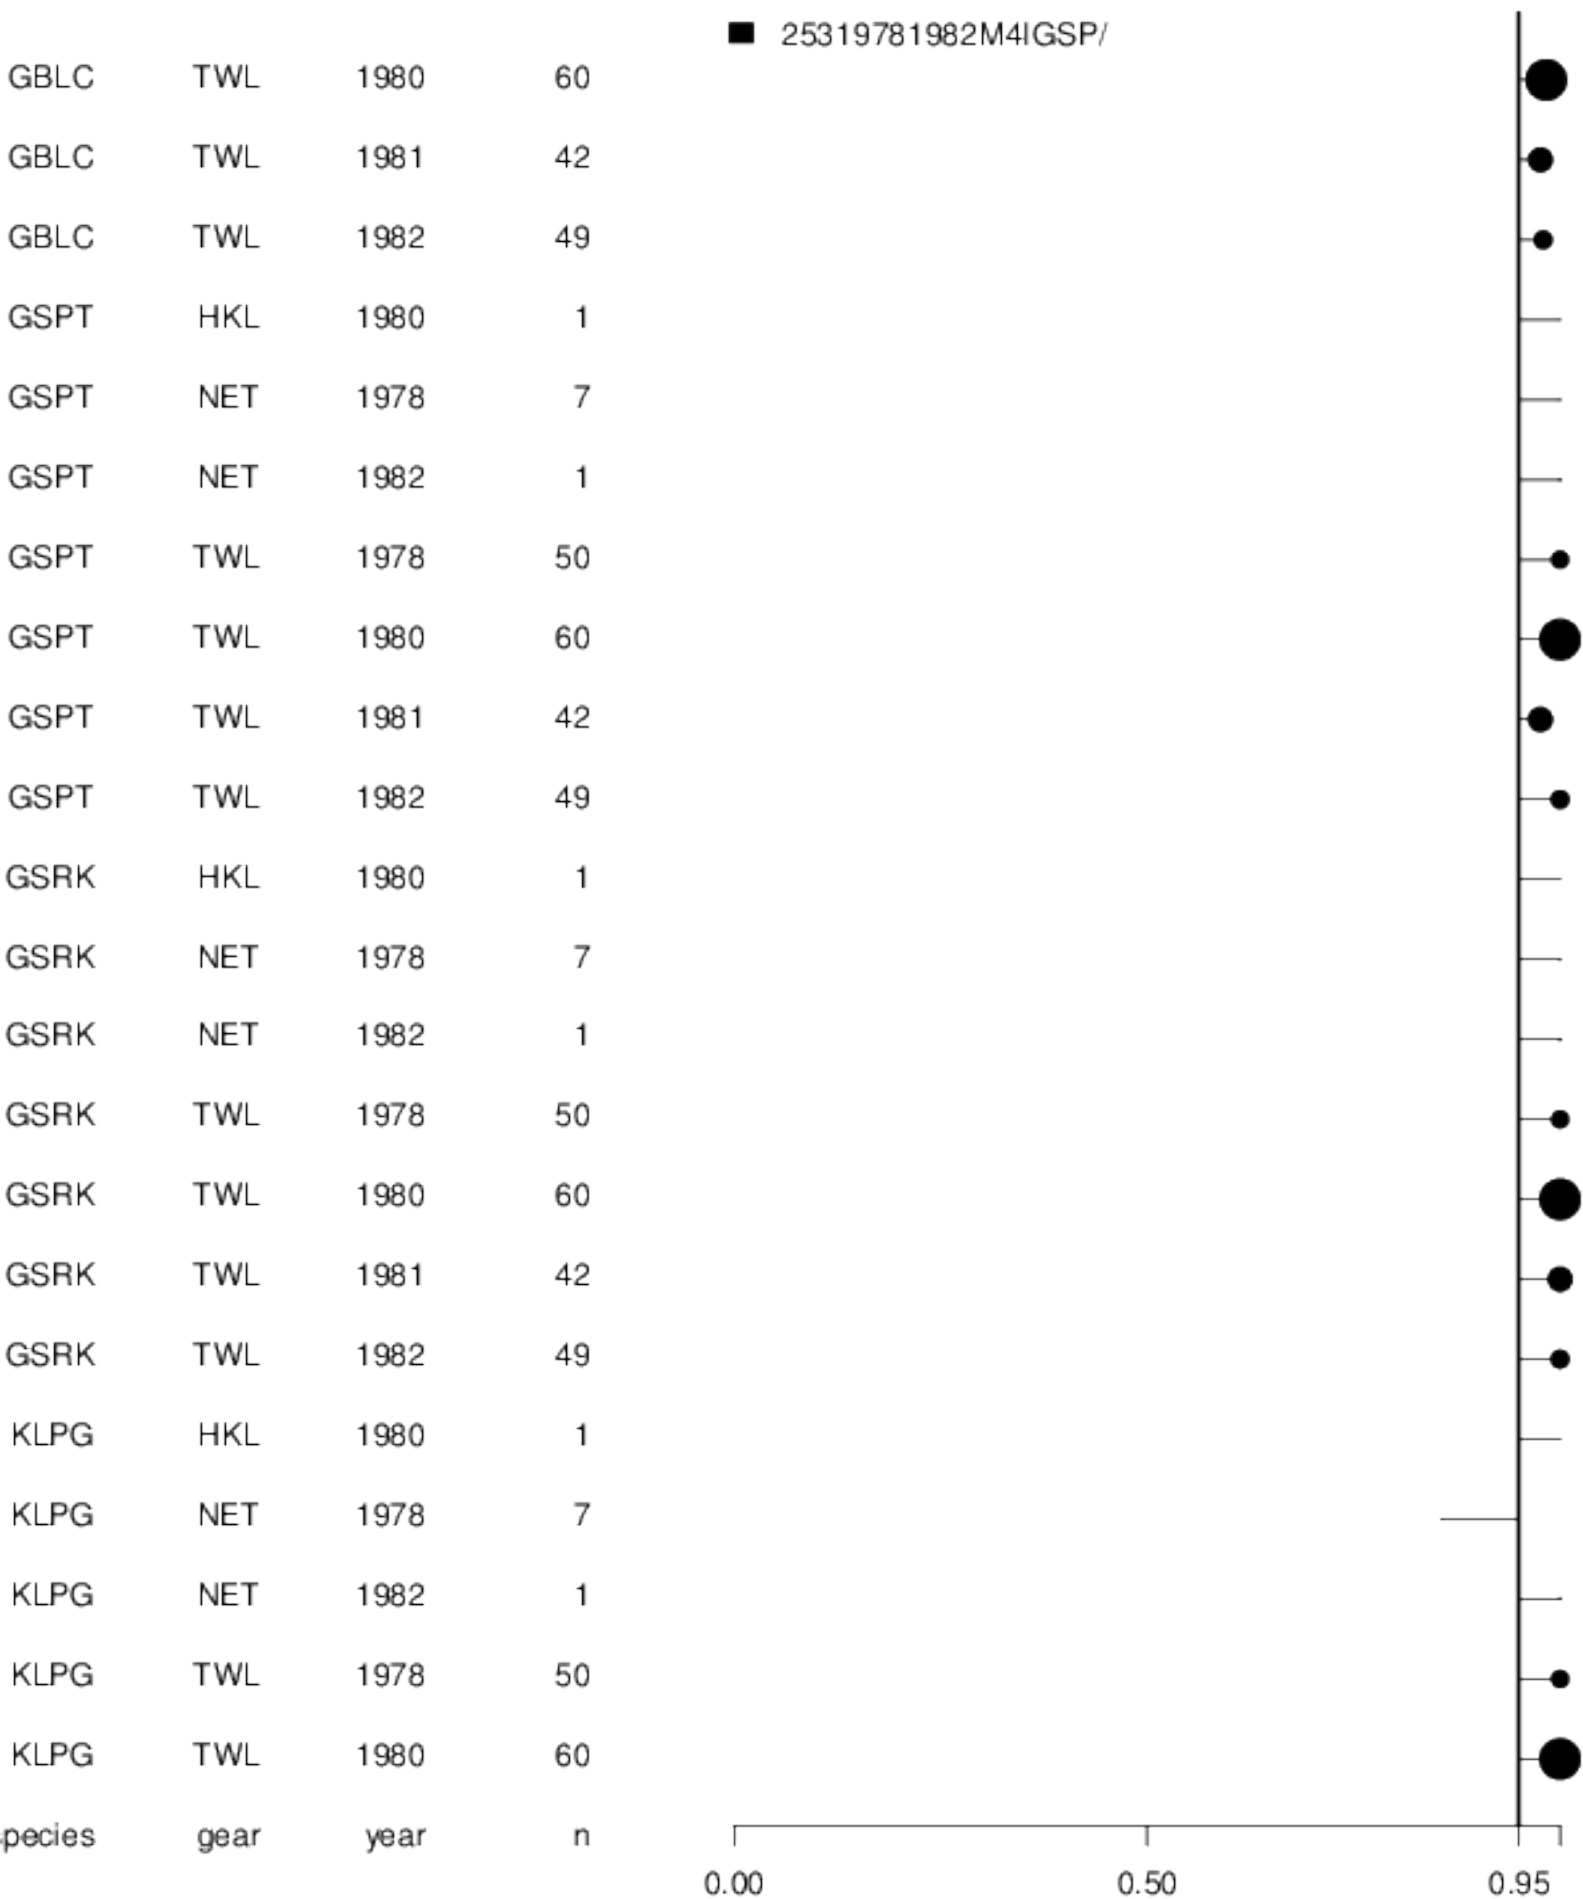 25319781982M4IGSP/
GBLC TWL 1980 60
GBLC TWL 1981 42
GBLC TWL 1982 49
GSPT HKL 1980 1
GSPT NET 1978 7
GSPT NET 1982 1
GSPT TWL 1978 50
GSPT TWL 1980 60
GSPT TWL 1981 42
GSPT TWL 1982 49
GSRK HKL 1980 1
GSRK NET 1978 7
GSRK NET 1982 1
GSRK TWL 1978 50
GSRK TWL 1980 60
GSRK TWL 1981 42
GSRK TWL 1982 49
KLPG HKL 1980 1
KLPG NET 1978 7
KLPG NET 1982 1
KLPG TWL 1978 50
KLPG TWL 1980 60
pecies gear year n
0.00 0.50 0.95